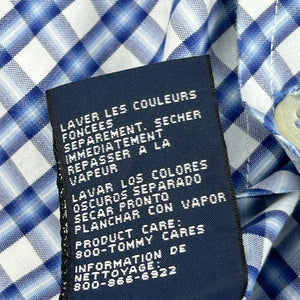 LAVER LES COULEURS
FONCEES
SEPAREMENT. SECHER
IMMEDIATEMENT
REPASSER A LA
VAPEUR
LAVAR LOS COLORES
OSCUROS SEPARADO
SECAR PRONTO
PLANCHAR CON VAPOR
PRODUCT CARE:
800-TOMMY CARES
INFORMATION DE
NETTOYAGE:
800-866-6922